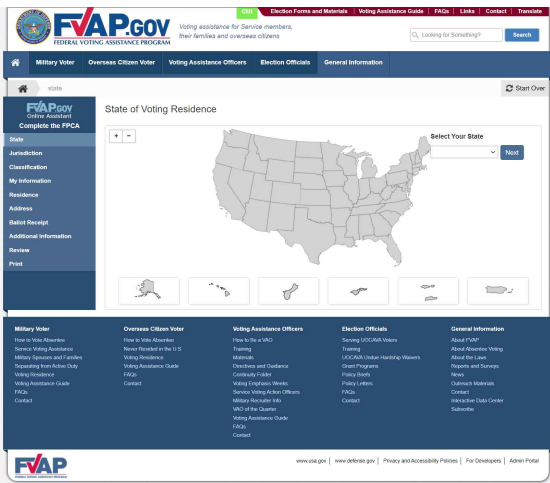 Chat
Election Forms and Materials | Voting Assistance Guide | FAQs | Links | Contact | Translate
FVAP.GOV
FEDERAL VOTING ASSISTANCE PROGRAM
Voting assistance for Service members,
their families and overseas citizens
Looking for Something?
Search
Military Voter
Overseas Citizen Voter
Voting Assistance Officers
Election Officials
General Information
state
Start Over
FVAP.GOV
Online Assistant
Complete the FPCA
State
Jurisdiction
Classification
My Information
Residence
Address
Ballot Receipt
Additional Information
Review
Print
State of Voting Residence
+ −
Select Your State
Next
Military Voter
How to Vote Absentee
Service Voting Assistance
Military Spouses and Families
Separating from Active Duty
Voting Residence
Voting Assistance Guide
FAQs
Contact
Overseas Citizen Voter
How to Vote Absentee
Never Resided in the U.S.
Voting Residence
Voting Assistance Guide
FAQs
Contact
Voting Assistance Officers
How to Be a VAO
Training
Materials
Directives and Guidance
Continuity Folder
Voting Emphasis Weeks
Service Voting Action Officers
Military Recruiter Info
VAO of the Quarter
Voting Assistance Guide
FAQs
Contact
Election Officials
Serving UOCAVA Voters
Training
UOCAVA Undue Hardship Waivers
Grant Programs
Policy Briefs
Policy Letters
FAQs
Contact
General Information
About FVAP
About Absentee Voting
About the Laws
Reports and Surveys
News
Outreach Materials
Contact
Interactive Data Center
Subscribe
FVAP
FEDERAL VOTING ASSISTANCE PROGRAM
www.usa.gov | www.defense.gov | Privacy and Accessibility Policies | For Developers | Admin Portal